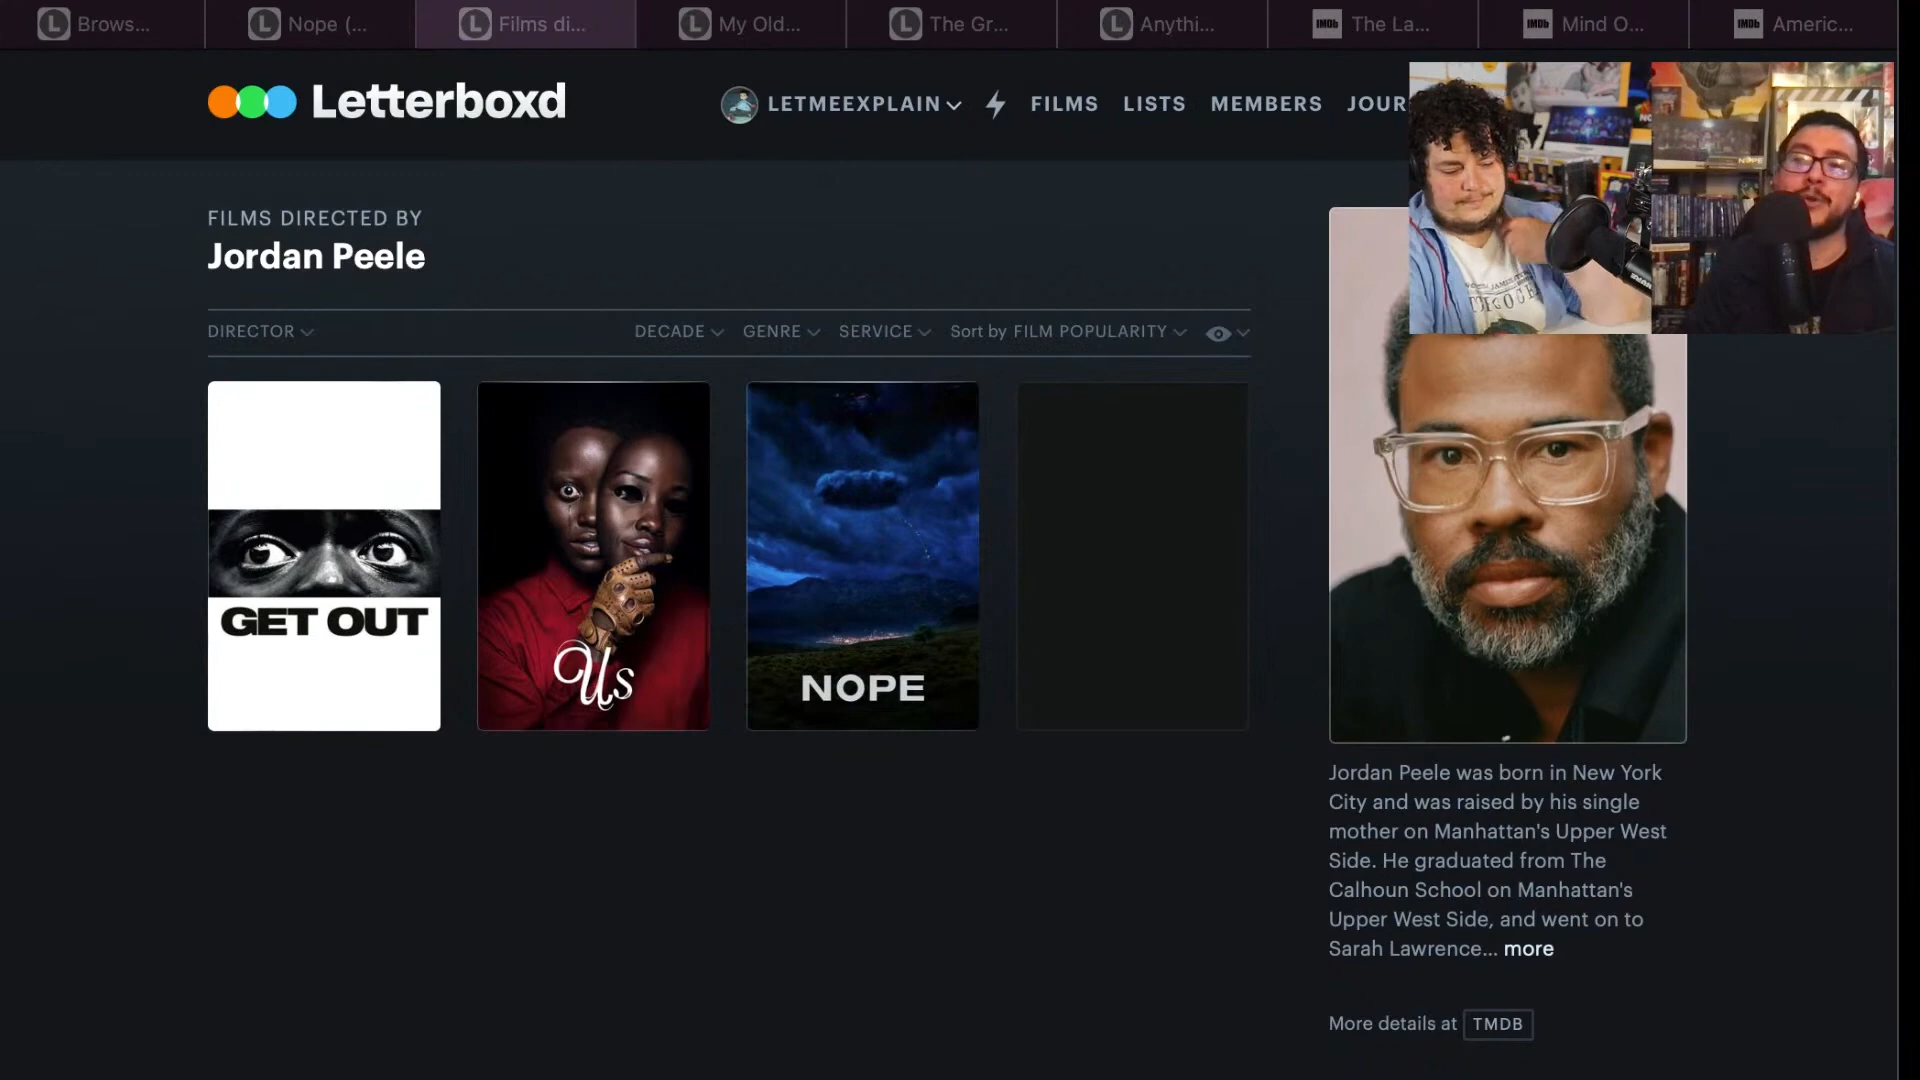 Brows...
Nope (...
Films di...
My Old...
The Gr...
Anythi...
IMDb The La...
IMDb Mind O...
IMDb Americ...
Letterboxd
LETMEEXPLAIN
FILMS
LISTS
MEMBERS
JOUR
FILMS DIRECTED BY
Jordan Peele
DIRECTOR
DECADE
GENRE
SERVICE
Sort by FILM POPULARITY
GET OUT
Us
NOPE
Jordan Peele was born in New York
City and was raised by his single
mother on Manhattan's Upper West
Side. He graduated from The
Calhoun School on Manhattan's
Upper West Side, and went on to
Sarah Lawrence... more
More details at TMDB